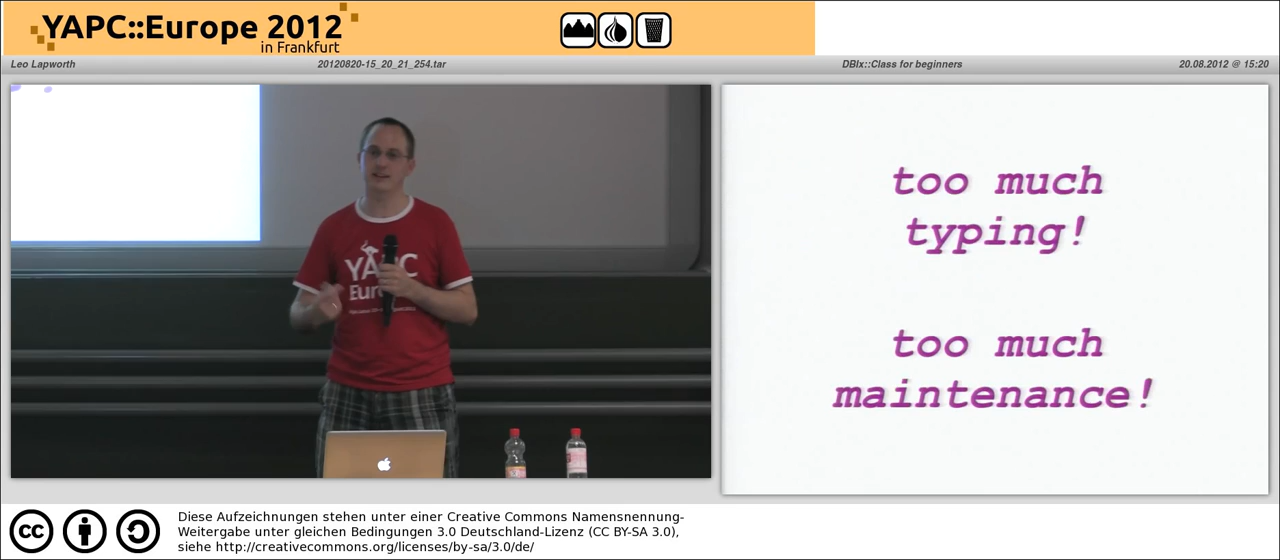 YAPC::Europe 2012
in Frankfurt
Leo Lapworth
20120820-15_20_21_254.tar
DBIx::Class for beginners
20.08.2012 @ 15:20
YAPC
Euro
too much
typing!
too much
maintenance!
cc
Diese Aufzeichnungen stehen unter einer Creative Commons Namensnennung-
Weitergabe unter gleichen Bedingungen 3.0 Deutschland-Lizenz (CC BY-SA 3.0),
siehe http://creativecommons.org/licenses/by-sa/3.0/de/